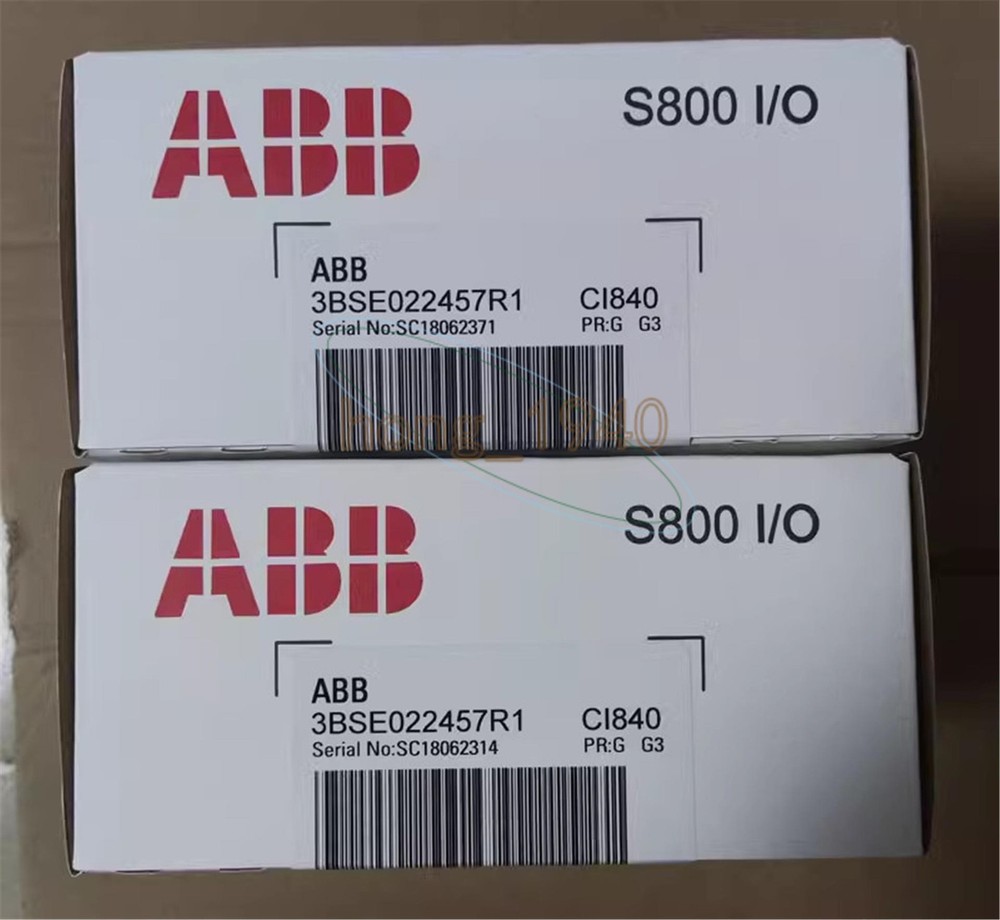 ABB
S800 I/O
ABB
3BSE022457R1 CI840
Serial No:SC18062371 PR:G G3
hong_1940
ABB
S800 I/O
ABB
3BSE022457R1 CI840
Serial No:SC18062314 PR:G G3